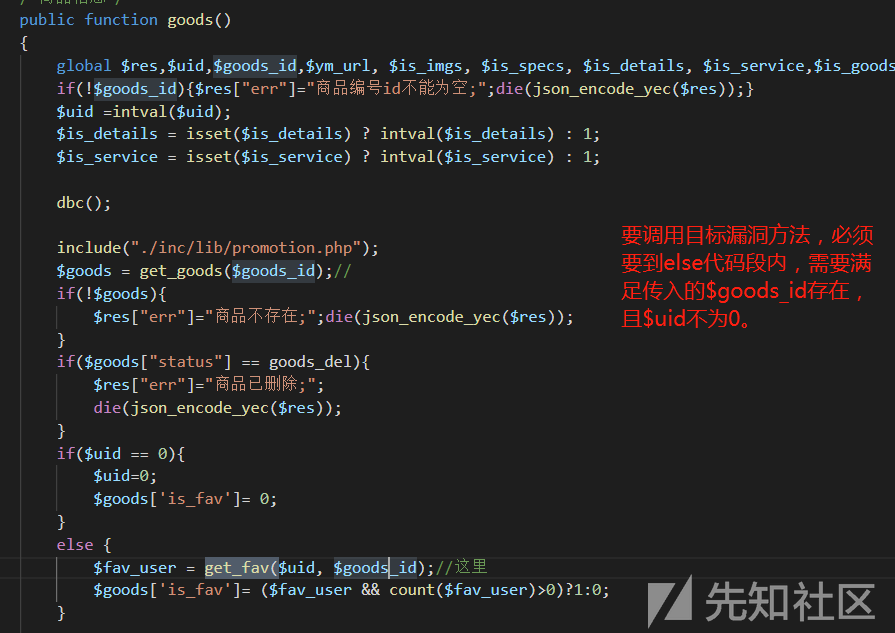 public function goods()
{
global $res,$uid,$goods_id,$ym_url, $is_imgs, $is_specs, $is_details, $is_service,$is_goods
if(!$goods_id){$res["err"]="商品编号id不能为空;";die(json_encode_yec($res));}
$uid =intval($uid);
$is_details = isset($is_details) ? intval($is_details) : 1;
$is_service = isset($is_service) ? intval($is_service) : 1;
dbc();
include("./inc/lib/promotion.php");
$goods = get_goods($goods_id);//
if(!$goods){
$res["err"]="商品不存在;";die(json_encode_yec($res));
}
if($goods["status"] == goods_del){
$res["err"]="商品已删除;";
die(json_encode_yec($res));
}
if($uid == 0){
$uid=0;
$goods['is_fav']= 0;
}
else {
$fav_user = get_fav($uid, $goods_id);//这里
$goods['is_fav']= ($fav_user && count($fav_user)>0)?1:0;
}
要调用目标漏洞方法，必须
要到else代码段内，需要满
足传入的$goods_id存在，
且$uid不为0。
先知社区